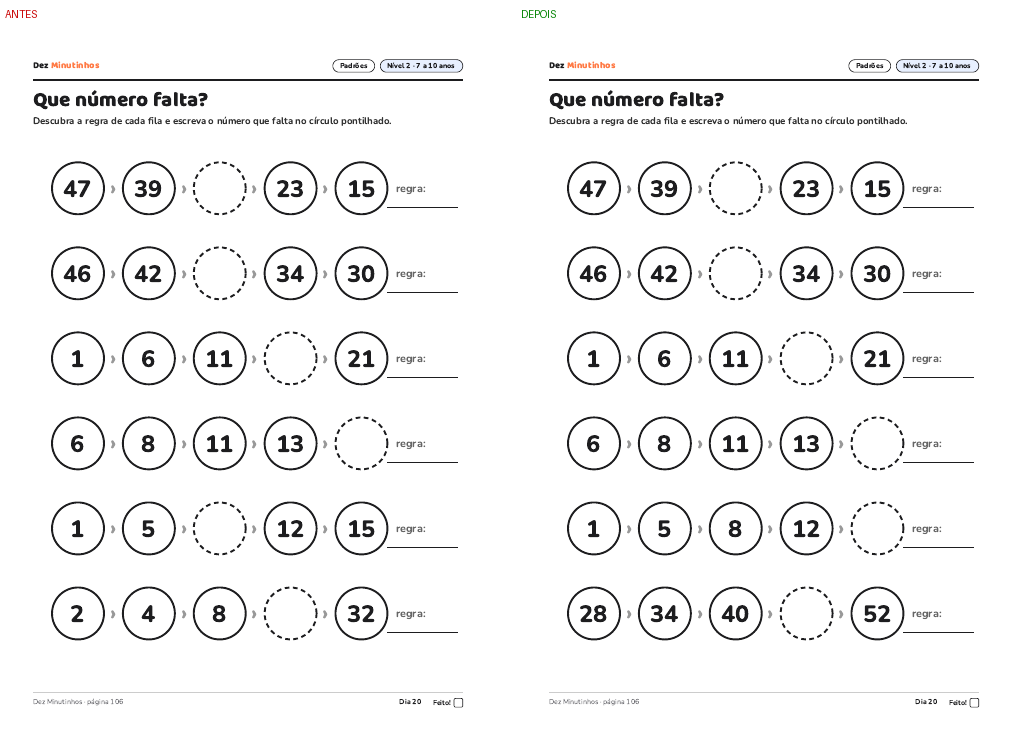 ANTES
Dez Minutinhos Padrões Nível 2 · 7 a 10 anos
Que número falta?
Descubra a regra de cada fila e escreva o número que falta no círculo pontilhado.
47 › 39 › › 23 › 15 regra:
46 › 42 › › 34 › 30 regra:
1 › 6 › 11 › › 21 regra:
6 › 8 › 11 › 13 › regra:
1 › 5 › › 12 › 15 regra:
2 › 4 › 8 › › 32 regra:
Dez Minutinhos · página 106 Dia 20 Feito!
DEPOIS
Dez Minutinhos Padrões Nível 2 · 7 a 10 anos
Que número falta?
Descubra a regra de cada fila e escreva o número que falta no círculo pontilhado.
47 › 39 › › 23 › 15 regra:
46 › 42 › › 34 › 30 regra:
1 › 6 › 11 › › 21 regra:
6 › 8 › 11 › 13 › regra:
1 › 5 › 8 › 12 › regra:
28 › 34 › 40 › › 52 regra:
Dez Minutinhos · página 106 Dia 20 Feito!